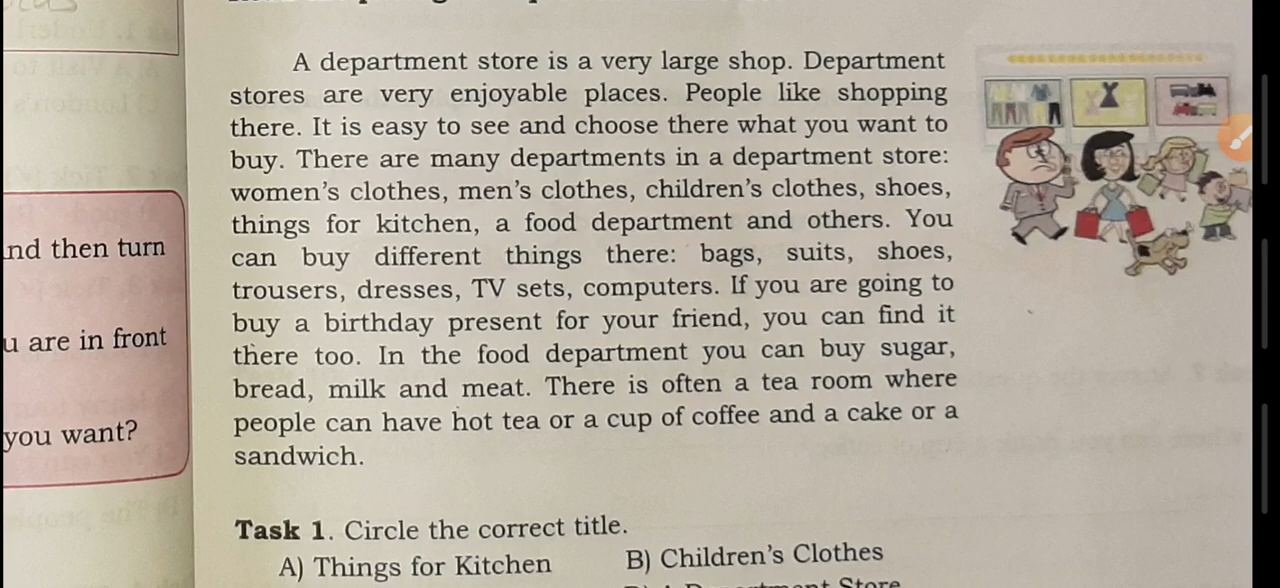 A department store is a very large shop. Department
stores are very enjoyable places. People like shopping
there. It is easy to see and choose there what you want to
buy. There are many departments in a department store:
women's clothes, men's clothes, children's clothes, shoes,
things for kitchen, a food department and others. You
can buy different things there: bags, suits, shoes,
trousers, dresses, TV sets, computers. If you are going to
buy a birthday present for your friend, you can find it
there too. In the food department you can buy sugar,
bread, milk and meat. There is often a tea room where
people can have hot tea or a cup of coffee and a cake or a
sandwich.
Task 1. Circle the correct title.
A) Things for Kitchen B) Children's Clothes
Store
nd then turn
u are in front
you want?